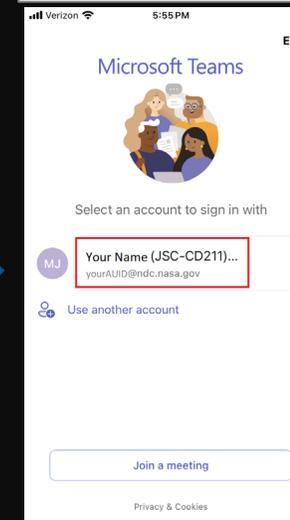 Verizon 5:55 PM
E
Microsoft Teams
Select an account to sign in with
MJ
Your Name (JSC-CD211)...
yourAUID@ndc.nasa.gov
Use another account
Join a meeting
Privacy & Cookies